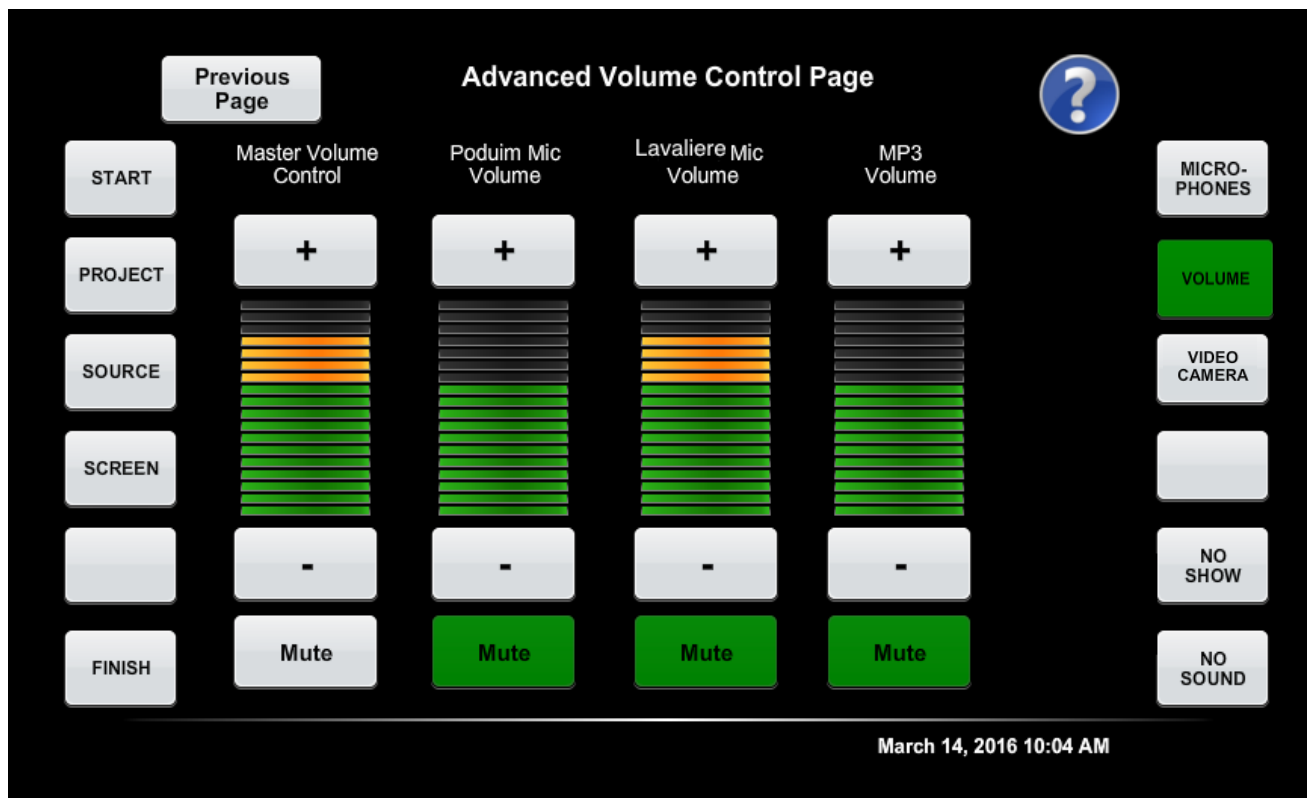 Previous
Page
Advanced Volume Control Page
?
START
PROJECT
SOURCE
SCREEN
FINISH
Master Volume
Control
+
-
Mute
Poduim Mic
Volume
+
-
Mute
Lavaliere Mic
Volume
+
-
Mute
MP3
Volume
+
-
Mute
MICRO-
PHONES
VOLUME
VIDEO
CAMERA
NO
SHOW
NO
SOUND
March 14, 2016 10:04 AM